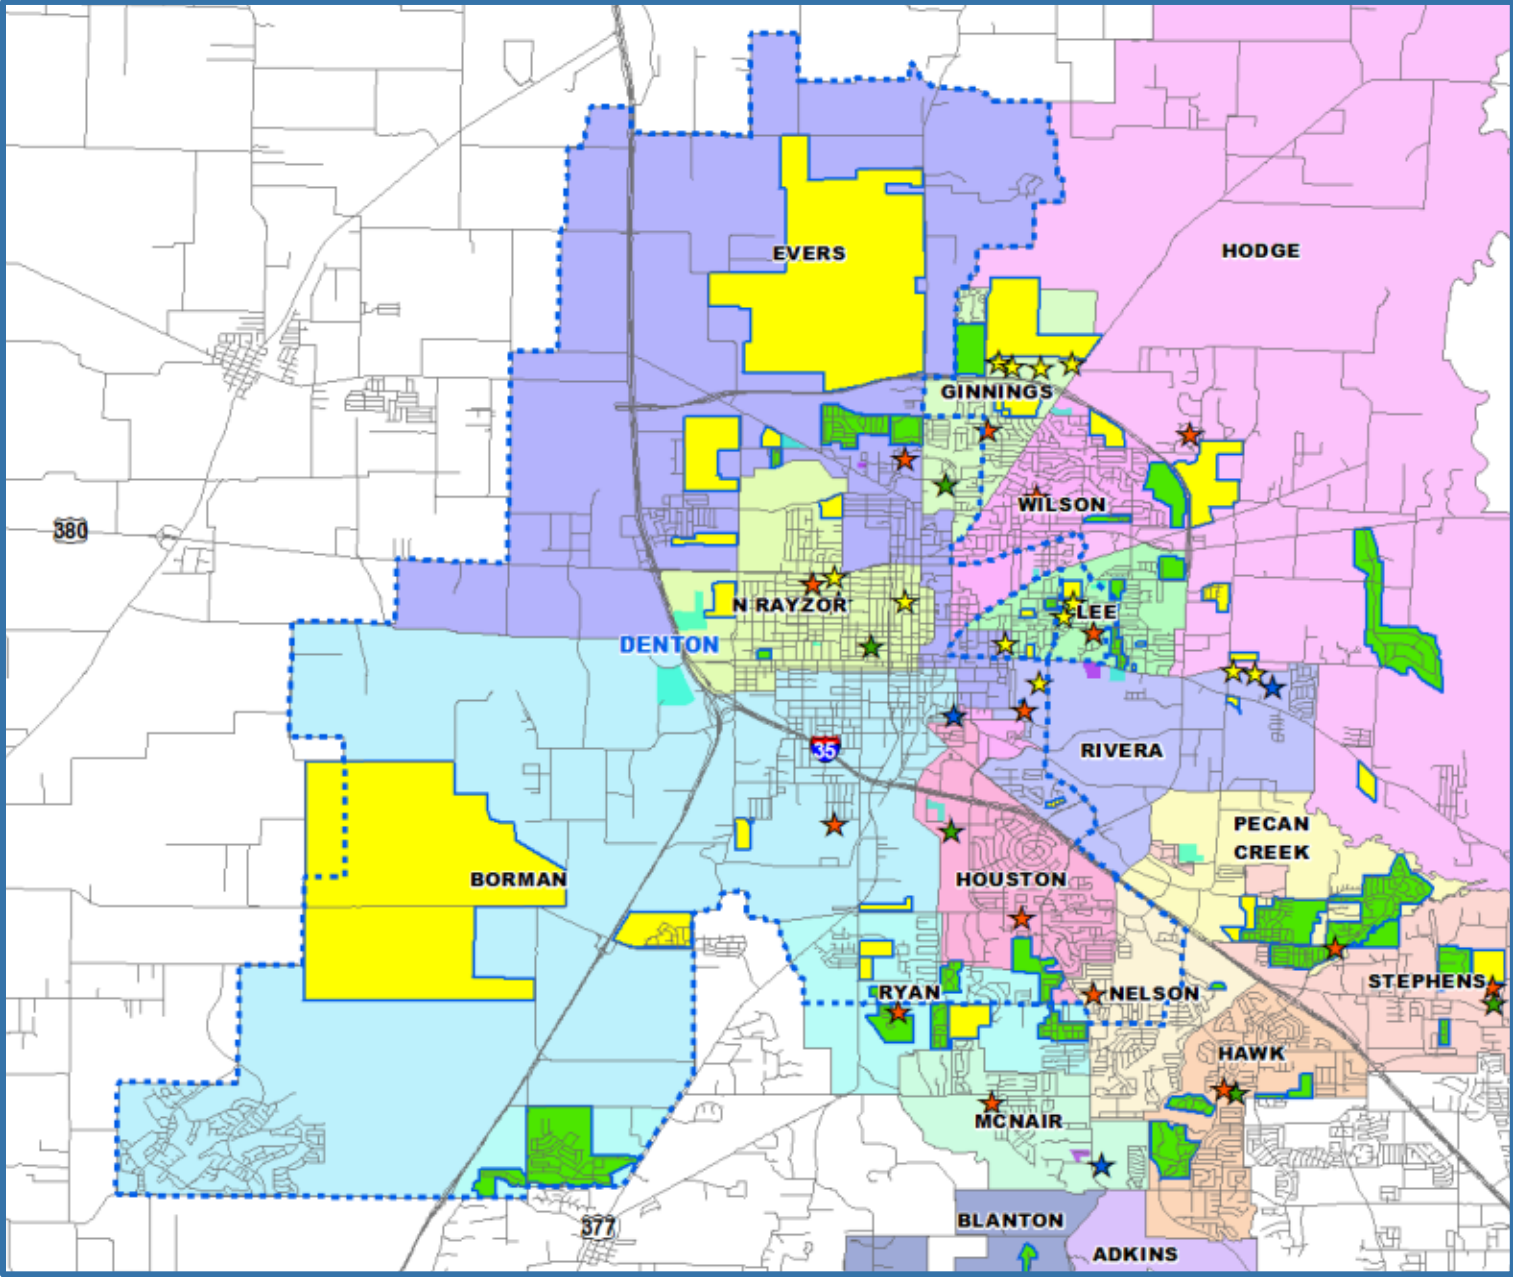 EVERS
HODGE
GINNINGS
WILSON
380
N RAYZOR
LEE
DENTON
35
RIVERA
PECAN
CREEK
BORMAN
HOUSTON
STEPHENS
RYAN
NELSON
HAWK
MCNAIR
BLANTON
377
ADKINS